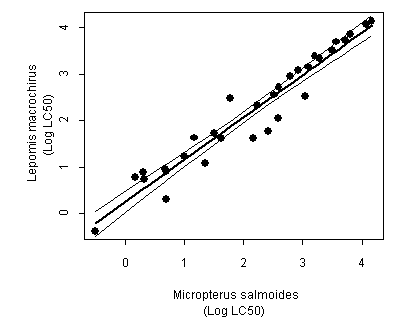 Lepomis macrochirus
(Log LC50)
4
3
2
1
0
0 1 2 3 4
Micropterus salmoides
(Log LC50)